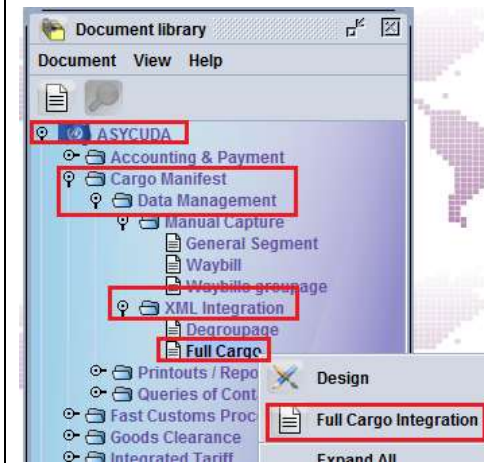 Document library
Document View Help
ASYCUDA
Accounting & Payment
Cargo Manifest
Data Management
Manual Capture
General Segment
Waybill
Waybills groupage
XML Integration
Degroupage
Full Cargo
Printouts / Repo
Design
Queries of Cont
Full Cargo Integration
Fast Customs Proc
Goods Clearance
Integrated Tariff
Expand All